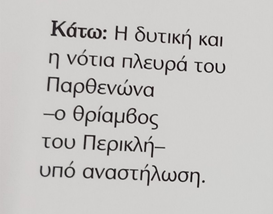 Κάτω: Η δυτική και
η νότια πλευρά του
Παρθενώνα
–ο θρίαμβος
του Περικλή–
υπό αναστήλωση.